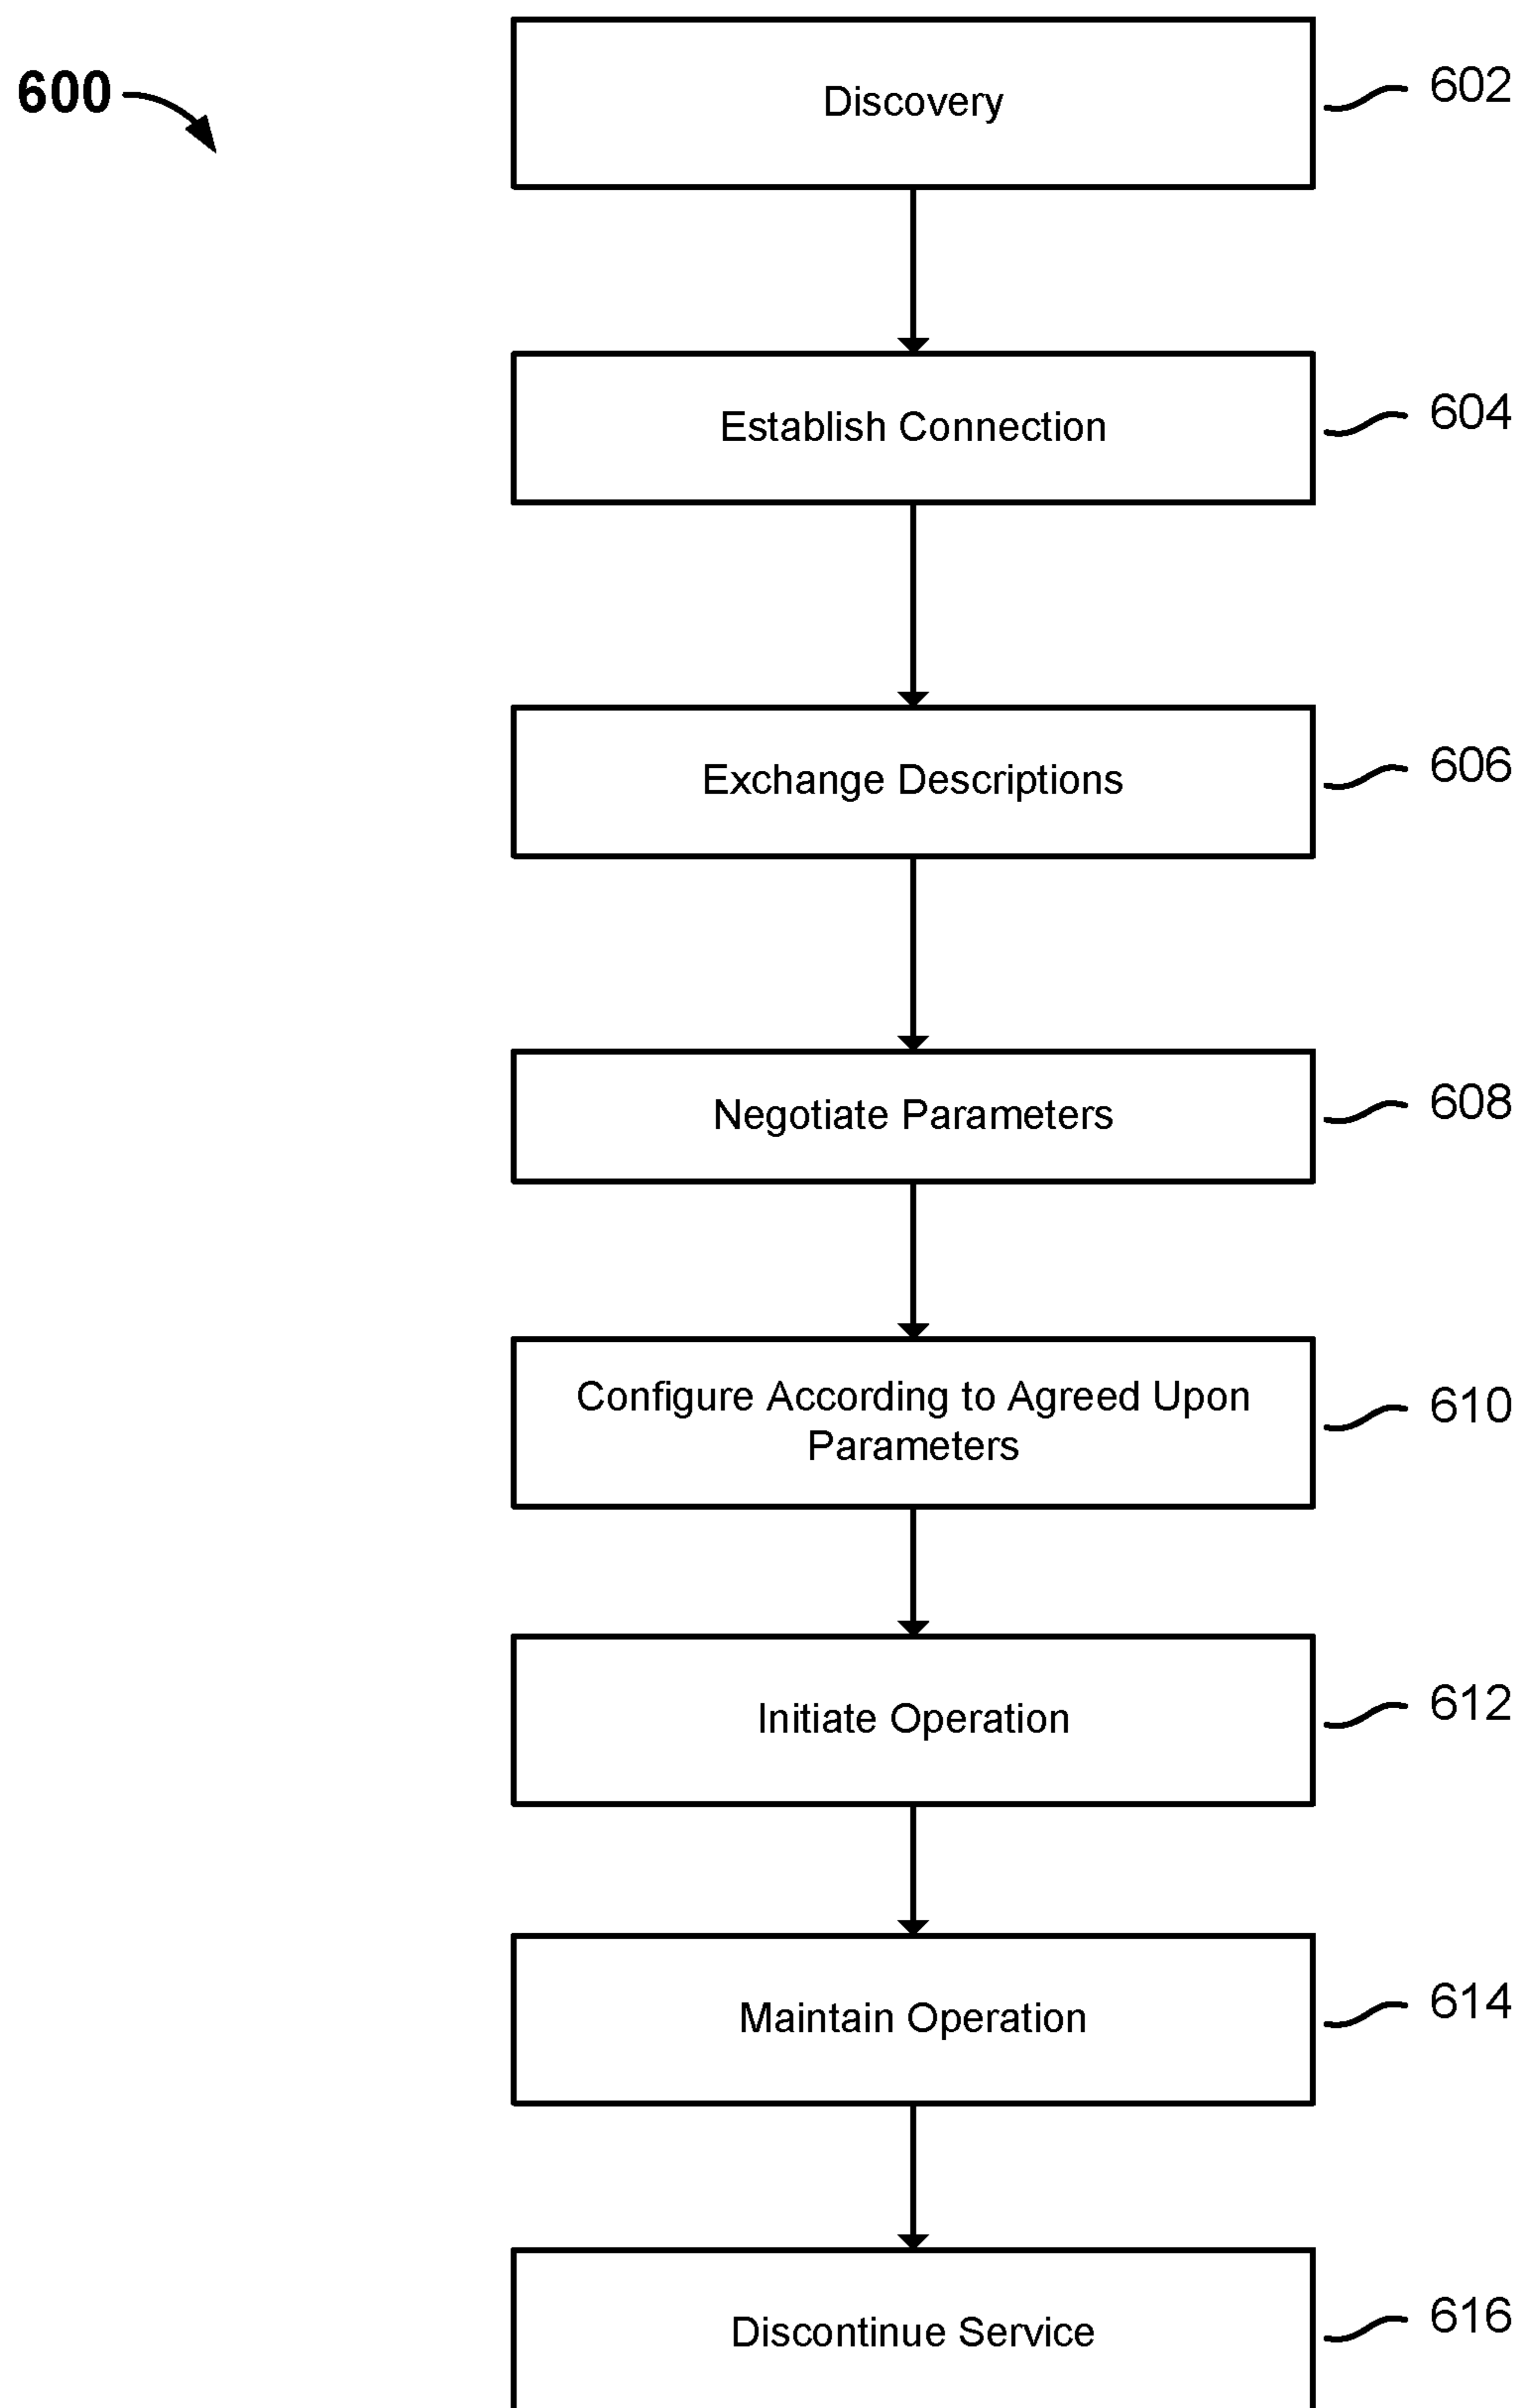 600
Discovery
602
Establish Connection
604
Exchange Descriptions
606
Negotiate Parameters
608
Configure According to Agreed Upon
Parameters
610
Initiate Operation
612
Maintain Operation
614
Discontinue Service
616